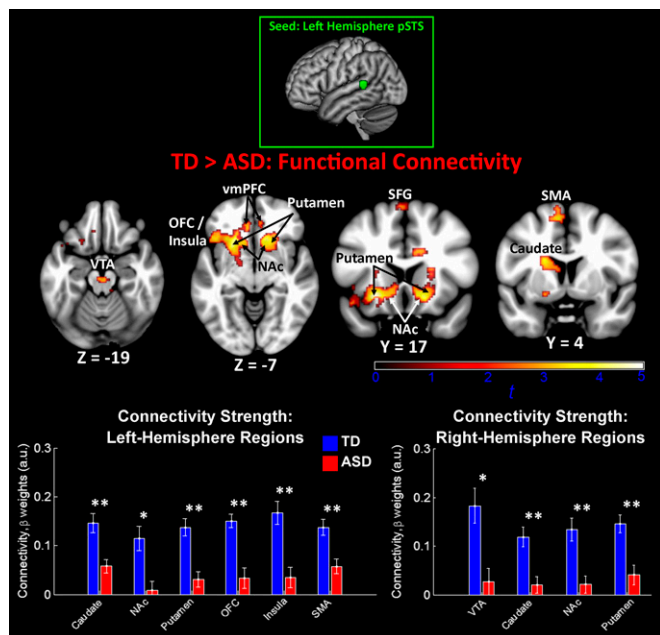 Seed: Left Hemisphere pSTS
TD > ASD: Functional Connectivity
vmPFC
Putamen
OFC /
Insula
VTA
NAc
Z = -19
Z = -7
SFG
Putamen
NAc
Y = 17
SMA
Caudate
Y = 4
0 1 2 3 4 5
t
Connectivity Strength:
Left-Hemisphere Regions
TD
ASD
Connectivity, β weights (a.u.)
0.3
0.2
0.1
0
** * ** ** ** **
Caudate NAc Putamen OFC Insula SMA
Connectivity Strength:
Right-Hemisphere Regions
Connectivity, β weights (a.u.)
0.3
0.2
0.1
0
* ** ** **
VTA Caudate NAc Putamen